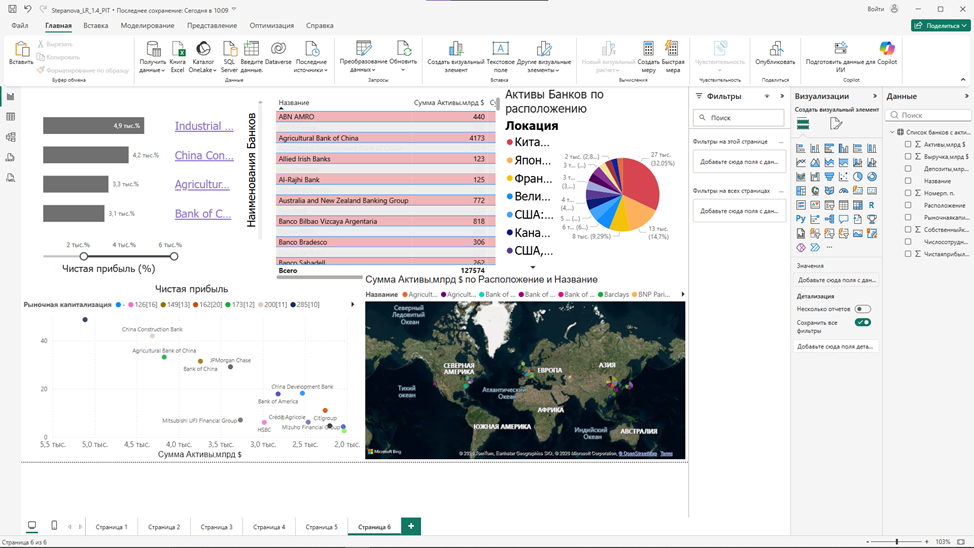 Stepanova_LR_1.4_PIT • Последнее сохранение: Сегодня в 10:09
Войти
Файл Главная Вставка Моделирование Представление Оптимизация Справка
Поделиться
Вставить
Вырезать
Копировать
Форматирование по образцу
Буфер обмена
Получить данные
Книга Excel
Каталог OneLake
SQL Server
Введение данных
Dataverse
Последние источники
Данные
Преобразование данных
Обновить
Запросы
Создать визуальный элемент
Текстовое поле
Другие визуальные элементы
Вставить
Новый визуальный расчет
Создать меру
Быстрая мера
Вычисления
Чувствительность
Чувствительность
Опубликовать
Поделиться
Подготовить данные для ИИ
Copilot
Copilot
4,9 тыс.%
Industrial ...
4,2 тыс.%
China Con...
3,3 тыс.%
Agricultur...
3,1 тыс.%
Bank of C...
Наименования Банков
2 тыс.% 4 тыс.% 6 тыс.%
Чистая прибыль (%)
Название Сумма Активы,млрд $
ABN AMRO 440
Agricultural Bank of China 4173
Allied Irish Banks 123
Al-Rajhi Bank 125
Australia and New Zealand Banking Group 772
Banco Bilbao Vizcaya Argentaria 818
Banco Bradesco 306
Banco Sabadell 262
Всего 127574
Активы Банков по расположению
Локация
Кита...
Япон...
Фран...
Вели...
США:...
Кана...
США,...
2 тыс. (2,8...)
3 т... (...)
3 тыс. (...)
4 т... (...)
5 ... (...)
6 т... (...)
8 тыс. (9,29%)
27 тыс. (32,05%)
13 тыс. (14,7%)
Чистая прибыль
Рыночная капитализация
126[16] 149[13] 162[20] 173[12] 200[11] 285[10]
40
20
0
China Construction Bank
Agricultural Bank of China
Bank of China
JPMorgan Chase
China Development Bank
Bank of America
Mitsubishi UFJ Financial Group
HSBC
Crédit Agricole
Citigroup
Mizuho Financial Group
5,5 тыс. 5,0 тыс. 4,5 тыс. 4,0 тыс. 3,5 тыс. 3,0 тыс. 2,5 тыс. 2,0 тыс.
Сумма Активы,млрд $
Сумма Активы,млрд $ по Расположение и Название
Название Agricult... Agricult... Bank of ... Bank of ... Bank of ... Barclays BNP Pari...
Северный Ледовитый Океан
СЕВЕРНАЯ АМЕРИКА
ЕВРОПА
АЗИЯ
Тихий океан
Атлантический Океан
АФРИКА
ЮЖНАЯ АМЕРИКА
Индийский Океан
АВСТРАЛИЯ
Microsoft Bing
© 2025 TomTom, Earthstar Geographics SIO, © 2025 Microsoft Corporation, © OpenStreetMap Terms
Фильтры
Поиск
Фильтры на этой странице
Добавьте сюда поля с дан...
Фильтры на всех страницах
Добавьте сюда поля с дан...
Визуализации
Создать визуальный элемент
Значения
Добавьте сюда поля с дан...
Детализация
Несколько отчетов
Сохранить все фильтры
Добавьте сюда поля дета...
Данные
Поиск
Список банков с акти...
Активы,млрд $
Выручка,млрд $
Депозиты,млр...
Название
Номерп. п.
Расположение
Рыночнаякапи...
Собственныйк...
Числосотрудн...
Чистаяприбыл...
Страница 1 Страница 2 Страница 3 Страница 4 Страница 5 Страница 6
Страница 6 из 6
103%